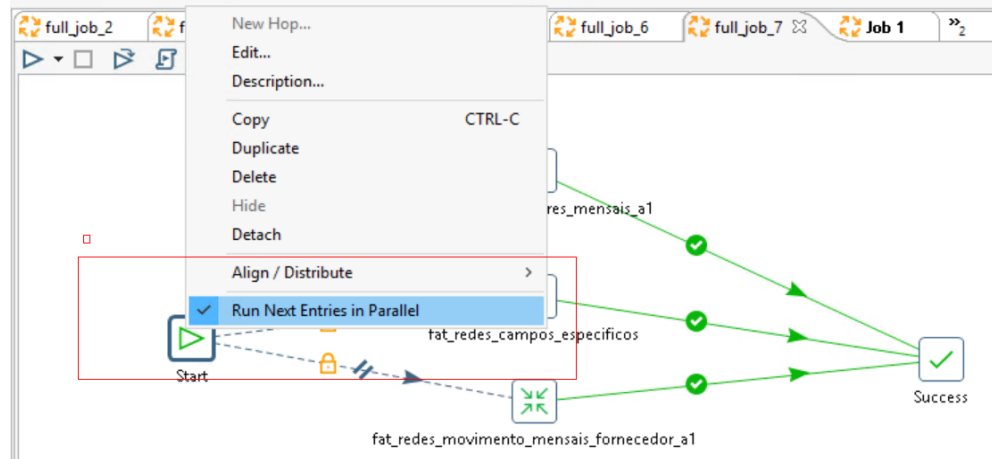 full_job_2
f
full_job_6
full_job_7
Job 1
»2
New Hop...
Edit...
Description...
Copy CTRL-C
Duplicate
Delete
Hide
Detach
Align / Distribute
Run Next Entries in Parallel
res_mensais_a1
fat_redes_campos_especificos
Start
Success
fat_redes_movimento_mensais_fornecedor_a1